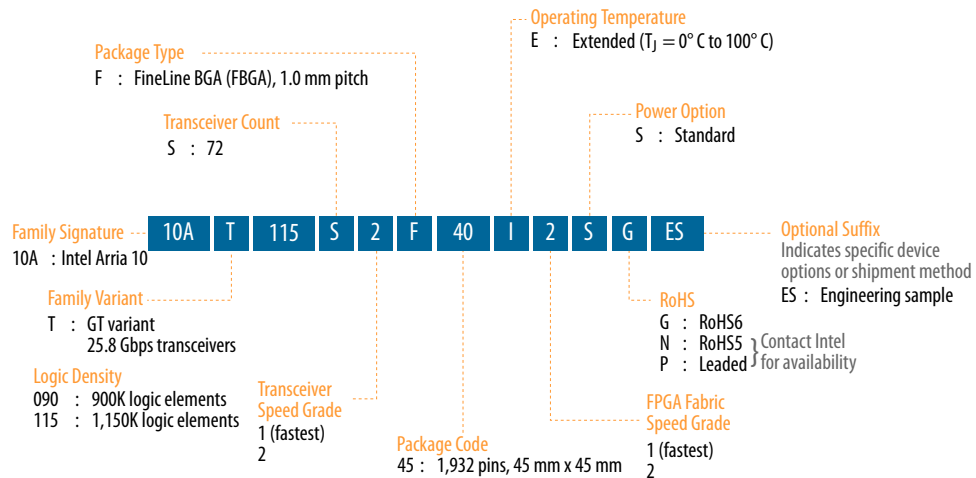 Operating Temperature
E : Extended (TJ = 0° C to 100° C)
Package Type
F : FineLine BGA (FBGA), 1.0 mm pitch
Power Option
S : Standard
Transceiver Count
S : 72
Family Signature
10A : Intel Arria 10
10A T 115 S 2 F 40 I 2 S G ES
Optional Suffix
Indicates specific device
options or shipment method
ES : Engineering sample
Family Variant
T : GT variant
25.8 Gbps transceivers
RoHS
G : RoHS6
N : RoHS5
P : Leaded
} Contact Intel
for availability
Logic Density
090 : 900K logic elements
115 : 1,150K logic elements
Transceiver
Speed Grade
1 (fastest)
2
Package Code
45 : 1,932 pins, 45 mm x 45 mm
FPGA Fabric
Speed Grade
1 (fastest)
2